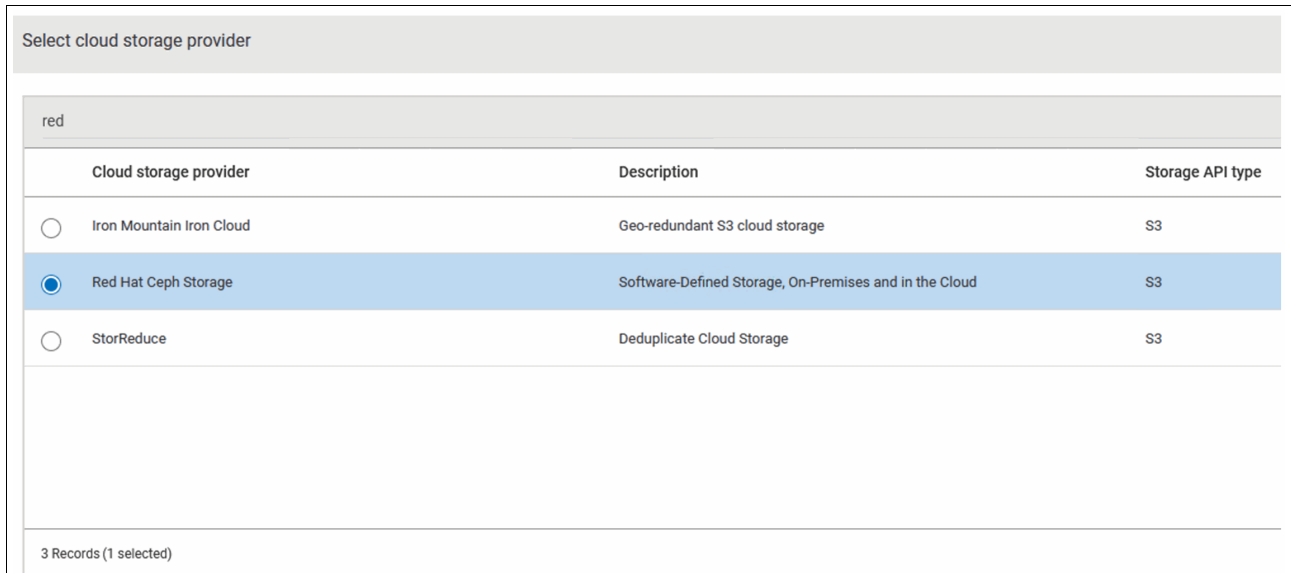 Select cloud storage provider
red
Cloud storage provider Description Storage API type
Iron Mountain Iron Cloud Geo-redundant S3 cloud storage S3
Red Hat Ceph Storage Software-Defined Storage, On-Premises and in the Cloud S3
StorReduce Deduplicate Cloud Storage S3
3 Records (1 selected)